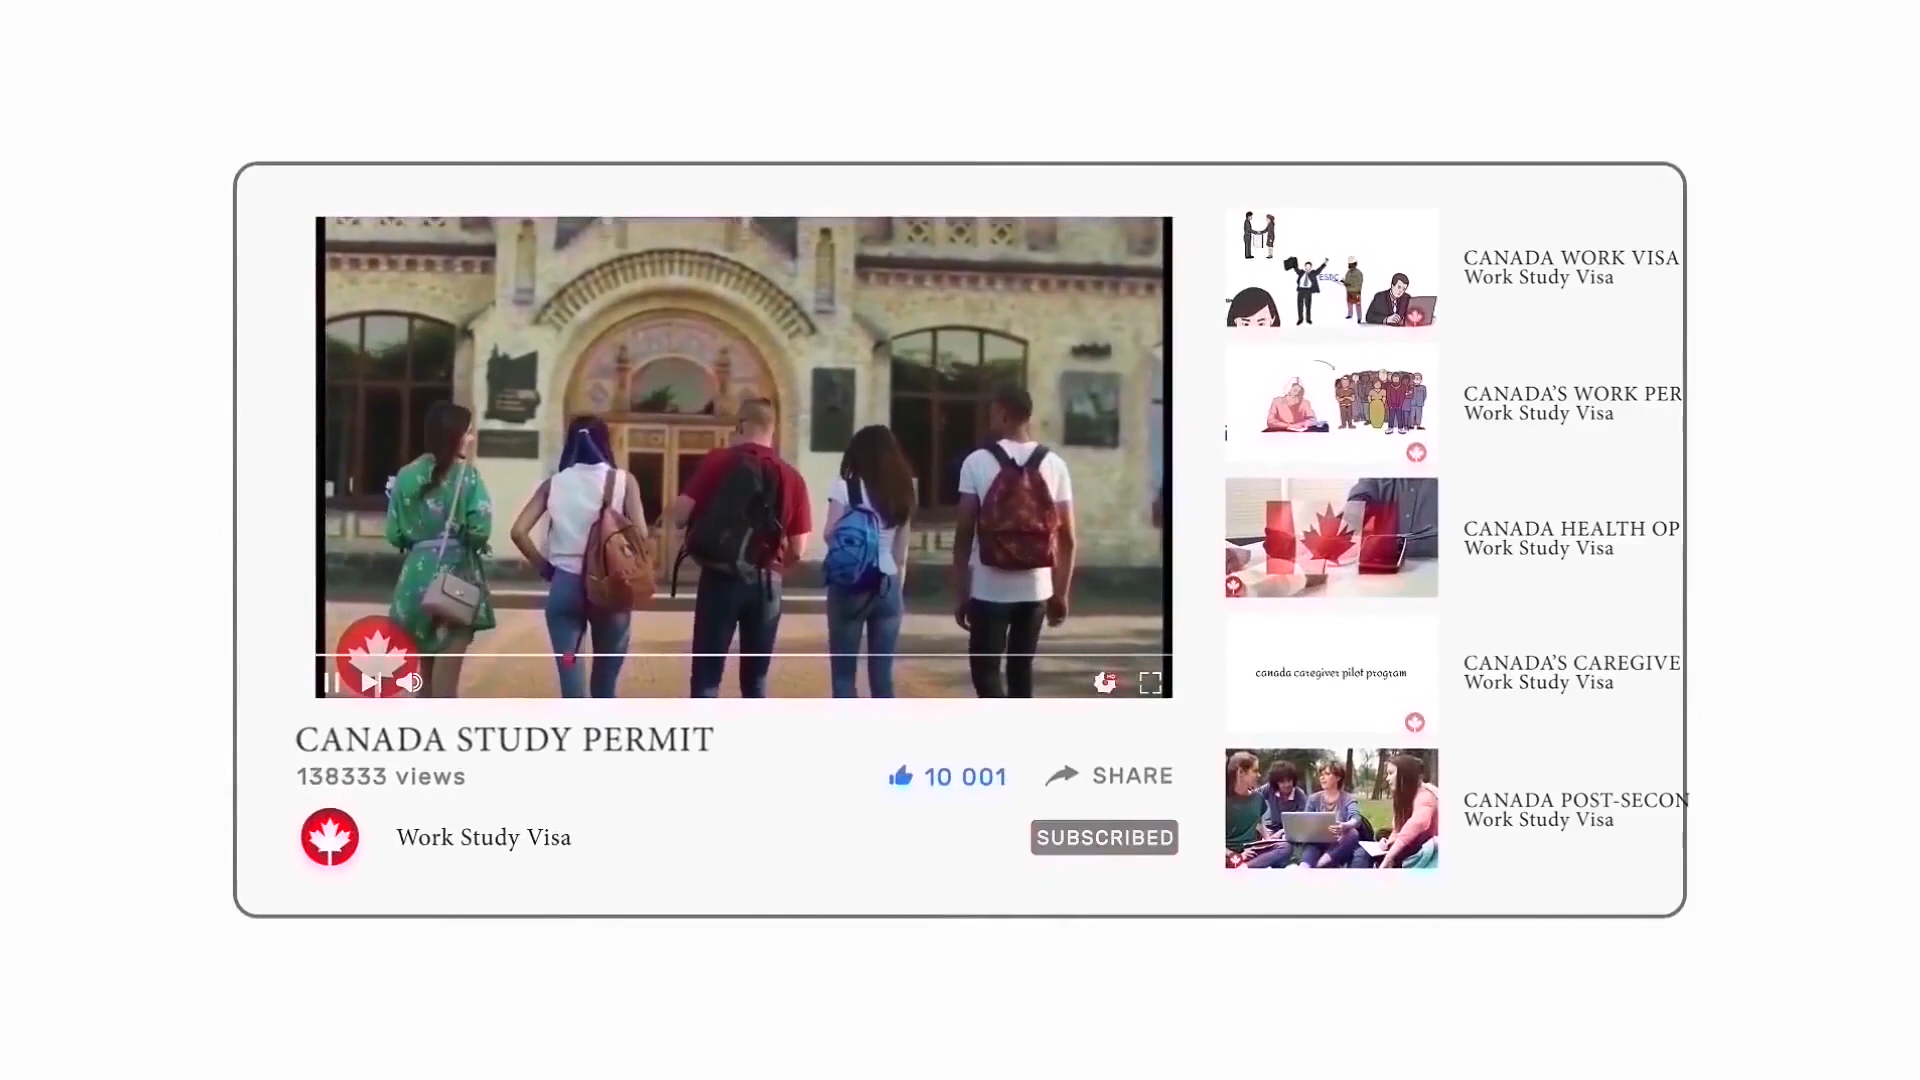 CANADA STUDY PERMIT
138333 views
10 001
SHARE
Work Study Visa
SUBSCRIBED
HD
CANADA WORK VISA
Work Study Visa
ESDC
CANADA'S WORK PER
Work Study Visa
CANADA HEALTH OP
Work Study Visa
canada caregiver pilot program
CANADA'S CAREGIVE
Work Study Visa
CANADA POST-SECON
Work Study Visa